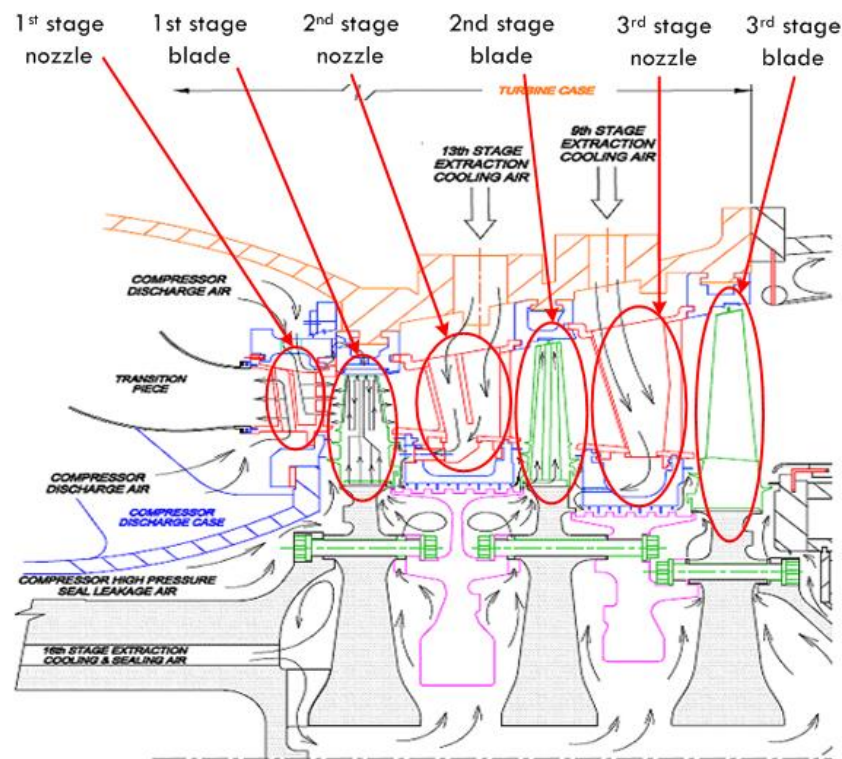 1st stage
nozzle
1st stage
blade
2nd stage
nozzle
2nd stage
blade
3rd stage
nozzle
3rd stage
blade
TURBINE CASE
13th STAGE
EXTRACTION
COOLING AIR
9th STAGE
EXTRACTION
COOLING AIR
COMPRESSOR
DISCHARGE AIR
TRANSITION
PIECE
COMPRESSOR
DISCHARGE AIR
COMPRESSOR
DISCHARGE CASE
COMPRESSOR HIGH PRESSURE
SEAL LEAKAGE AIR
16th STAGE EXTRACTION
COOLING & SEALING AIR